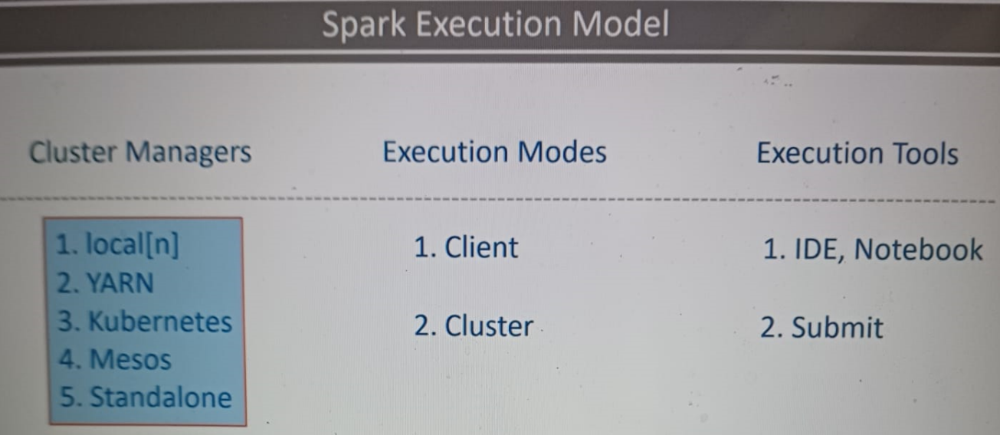 Spark Execution Model
Cluster Managers
1. local[n]
2. YARN
3. Kubernetes
4. Mesos
5. Standalone
Execution Modes
1. Client
2. Cluster
Execution Tools
1. IDE, Notebook
2. Submit